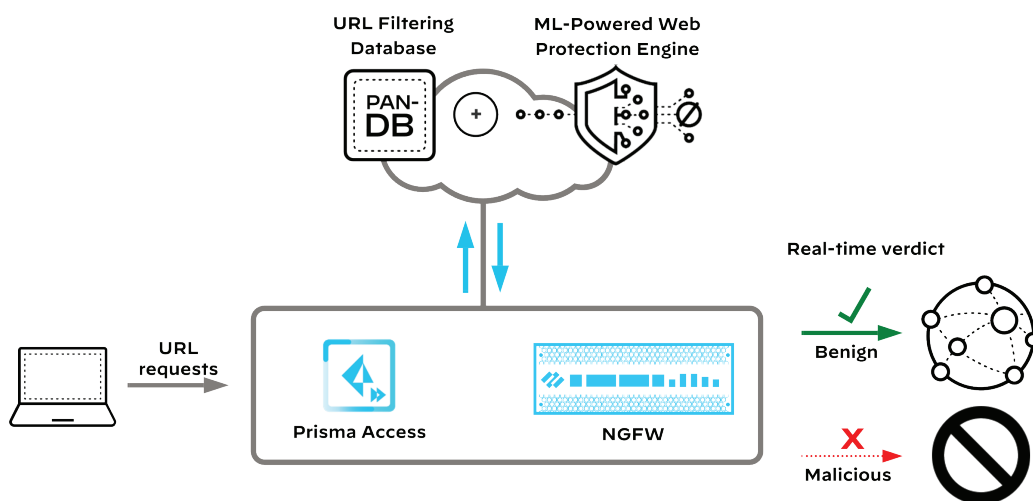 URL Filtering
Database
ML-Powered Web
Protection Engine
PAN-
DB
+
Real-time verdict
URL
requests
Benign
Prisma Access
NGFW
X
Malicious